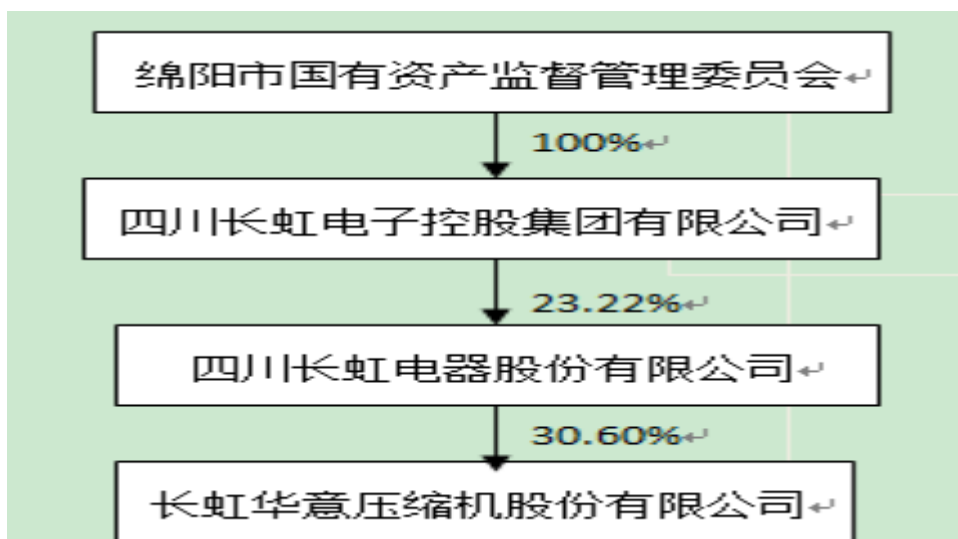 绵阳市国有资产监督管理委员会
100%
四川长虹电子控股集团有限公司
23.22%
四川长虹电器股份有限公司
30.60%
长虹华意压缩机股份有限公司